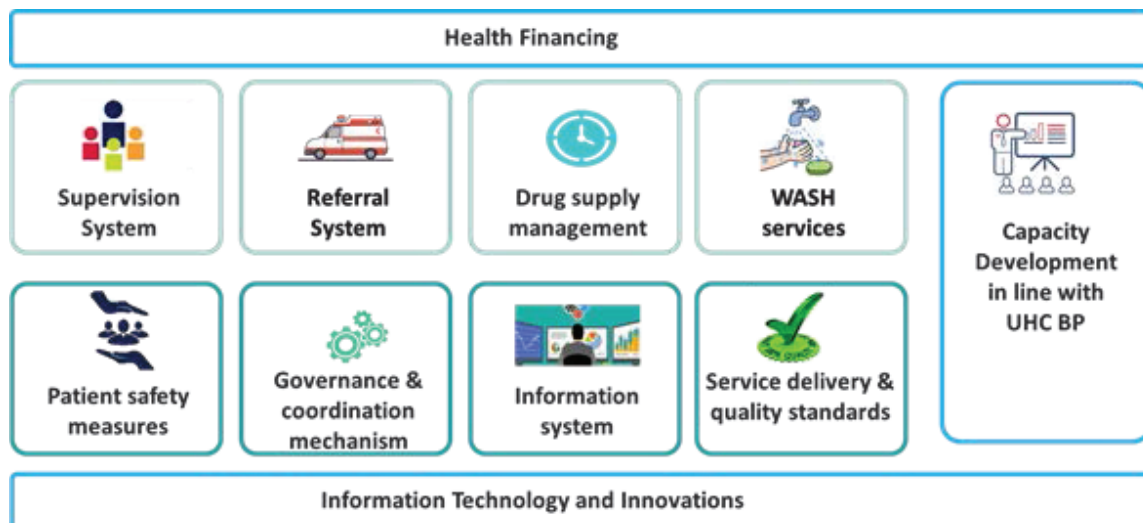 Health Financing
Supervision
System
Referral
System
Drug supply
management
WASH
services
Capacity
Development
in line with
UHC BP
Patient safety
measures
Governance &
coordination
mechanism
Information
system
Service delivery &
quality standards
Information Technology and Innovations